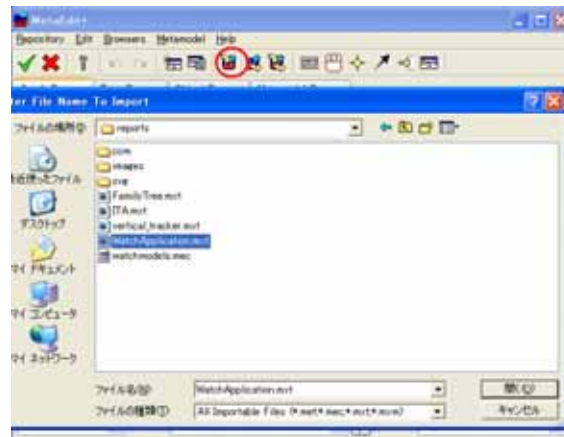 MetaEdit+
Repository Edit Browsers Metamodel Help
ter File Name To Import
ファイルの場所(I): reports
com
images
svg
FamilyTree.mxt
ITA.mxt
vertical_tracker.mxt
WatchApplication.mxt
watchmodels.mec
最近使ったファイル
デスクトップ
マイ ドキュメント
マイ コンピュータ
マイ ネットワーク
ファイル名(N): WatchApplication.mxt
開く(O)
ファイルの種類(T): All Importable Files (*.met;*.mec;*.mxt;*.mxm)
キャンセル